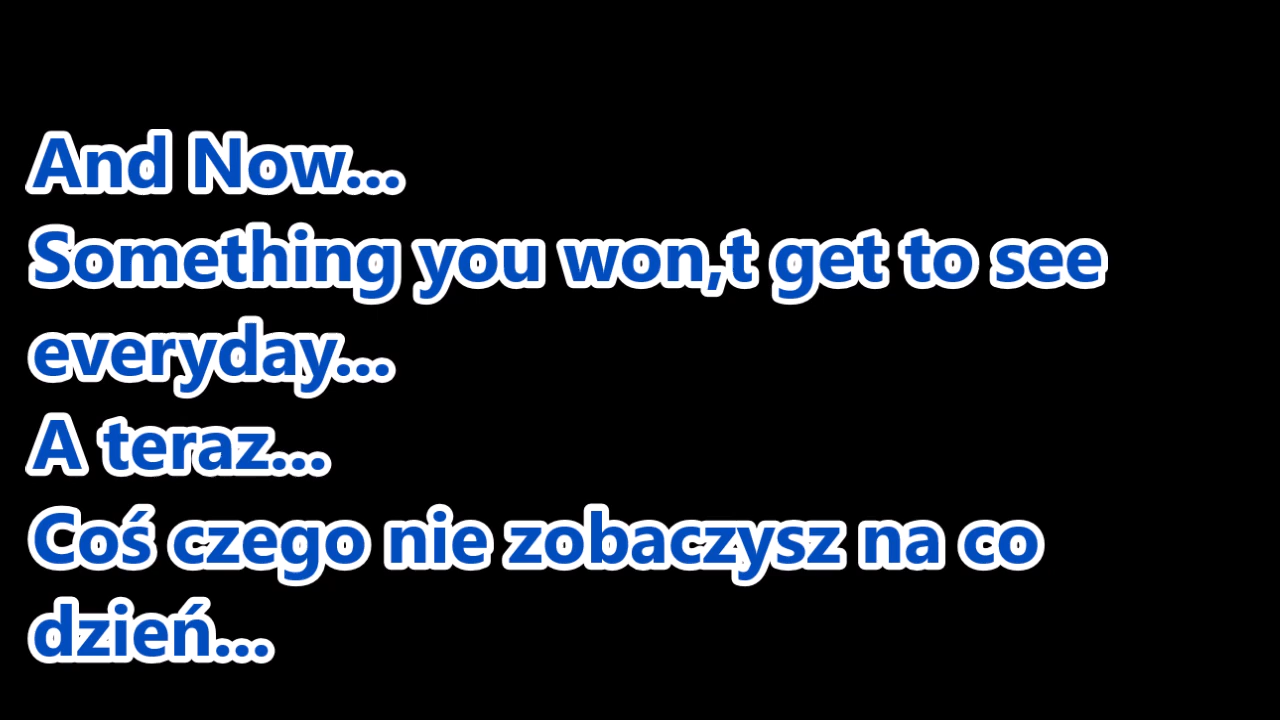 And Now...
Something you won,t get to see
everyday...
A teraz...
Coś czego nie zobaczysz na co
dzień...